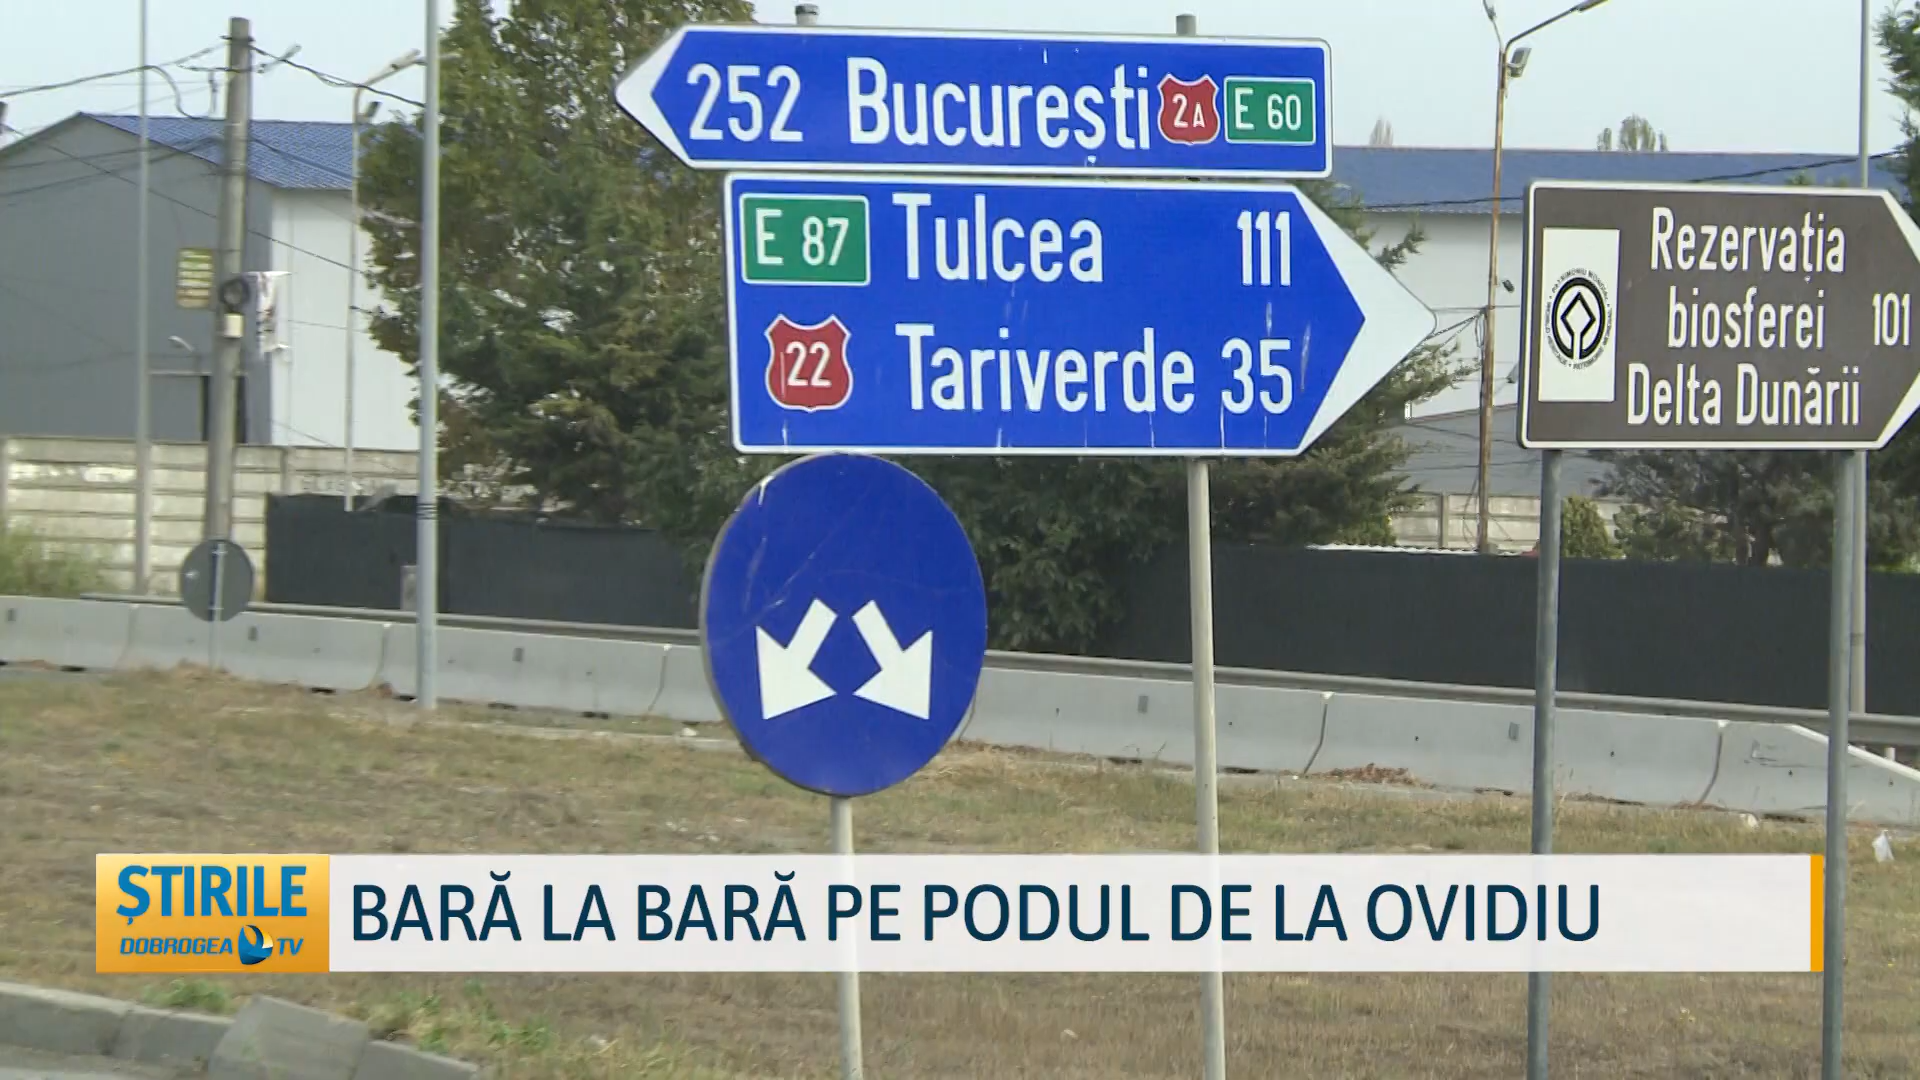 252 București 2A E 60
E 87 Tulcea 111
22 Tariverde 35
Rezervația
biosferei 101
Delta Dunării
ȘTIRILE
DOBROGEA TV
BARĂ LA BARĂ PE PODUL DE LA OVIDIU